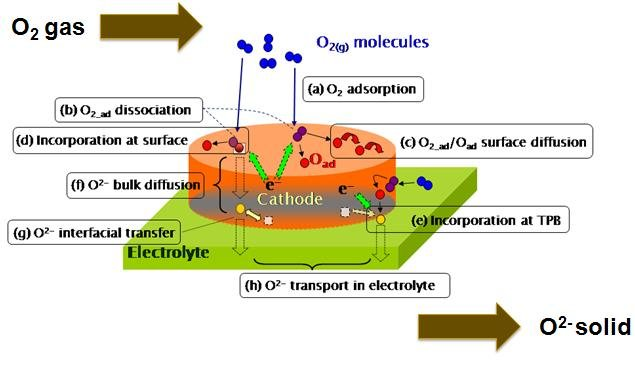 O₂ gas
O₂₍g₎ molecules
(a) O₂ adsorption
(b) O₂_ad dissociation
(d) Incorporation at surface
(c) O₂_ad/Oad surface diffusion
Oad
(f) O²⁻ bulk diffusion
e⁻
e⁻
Cathode
(e) Incorporation at TPB
(g) O²⁻ interfacial transfer
Electrolyte
(h) O²⁻ transport in electrolyte
O²⁻ solid